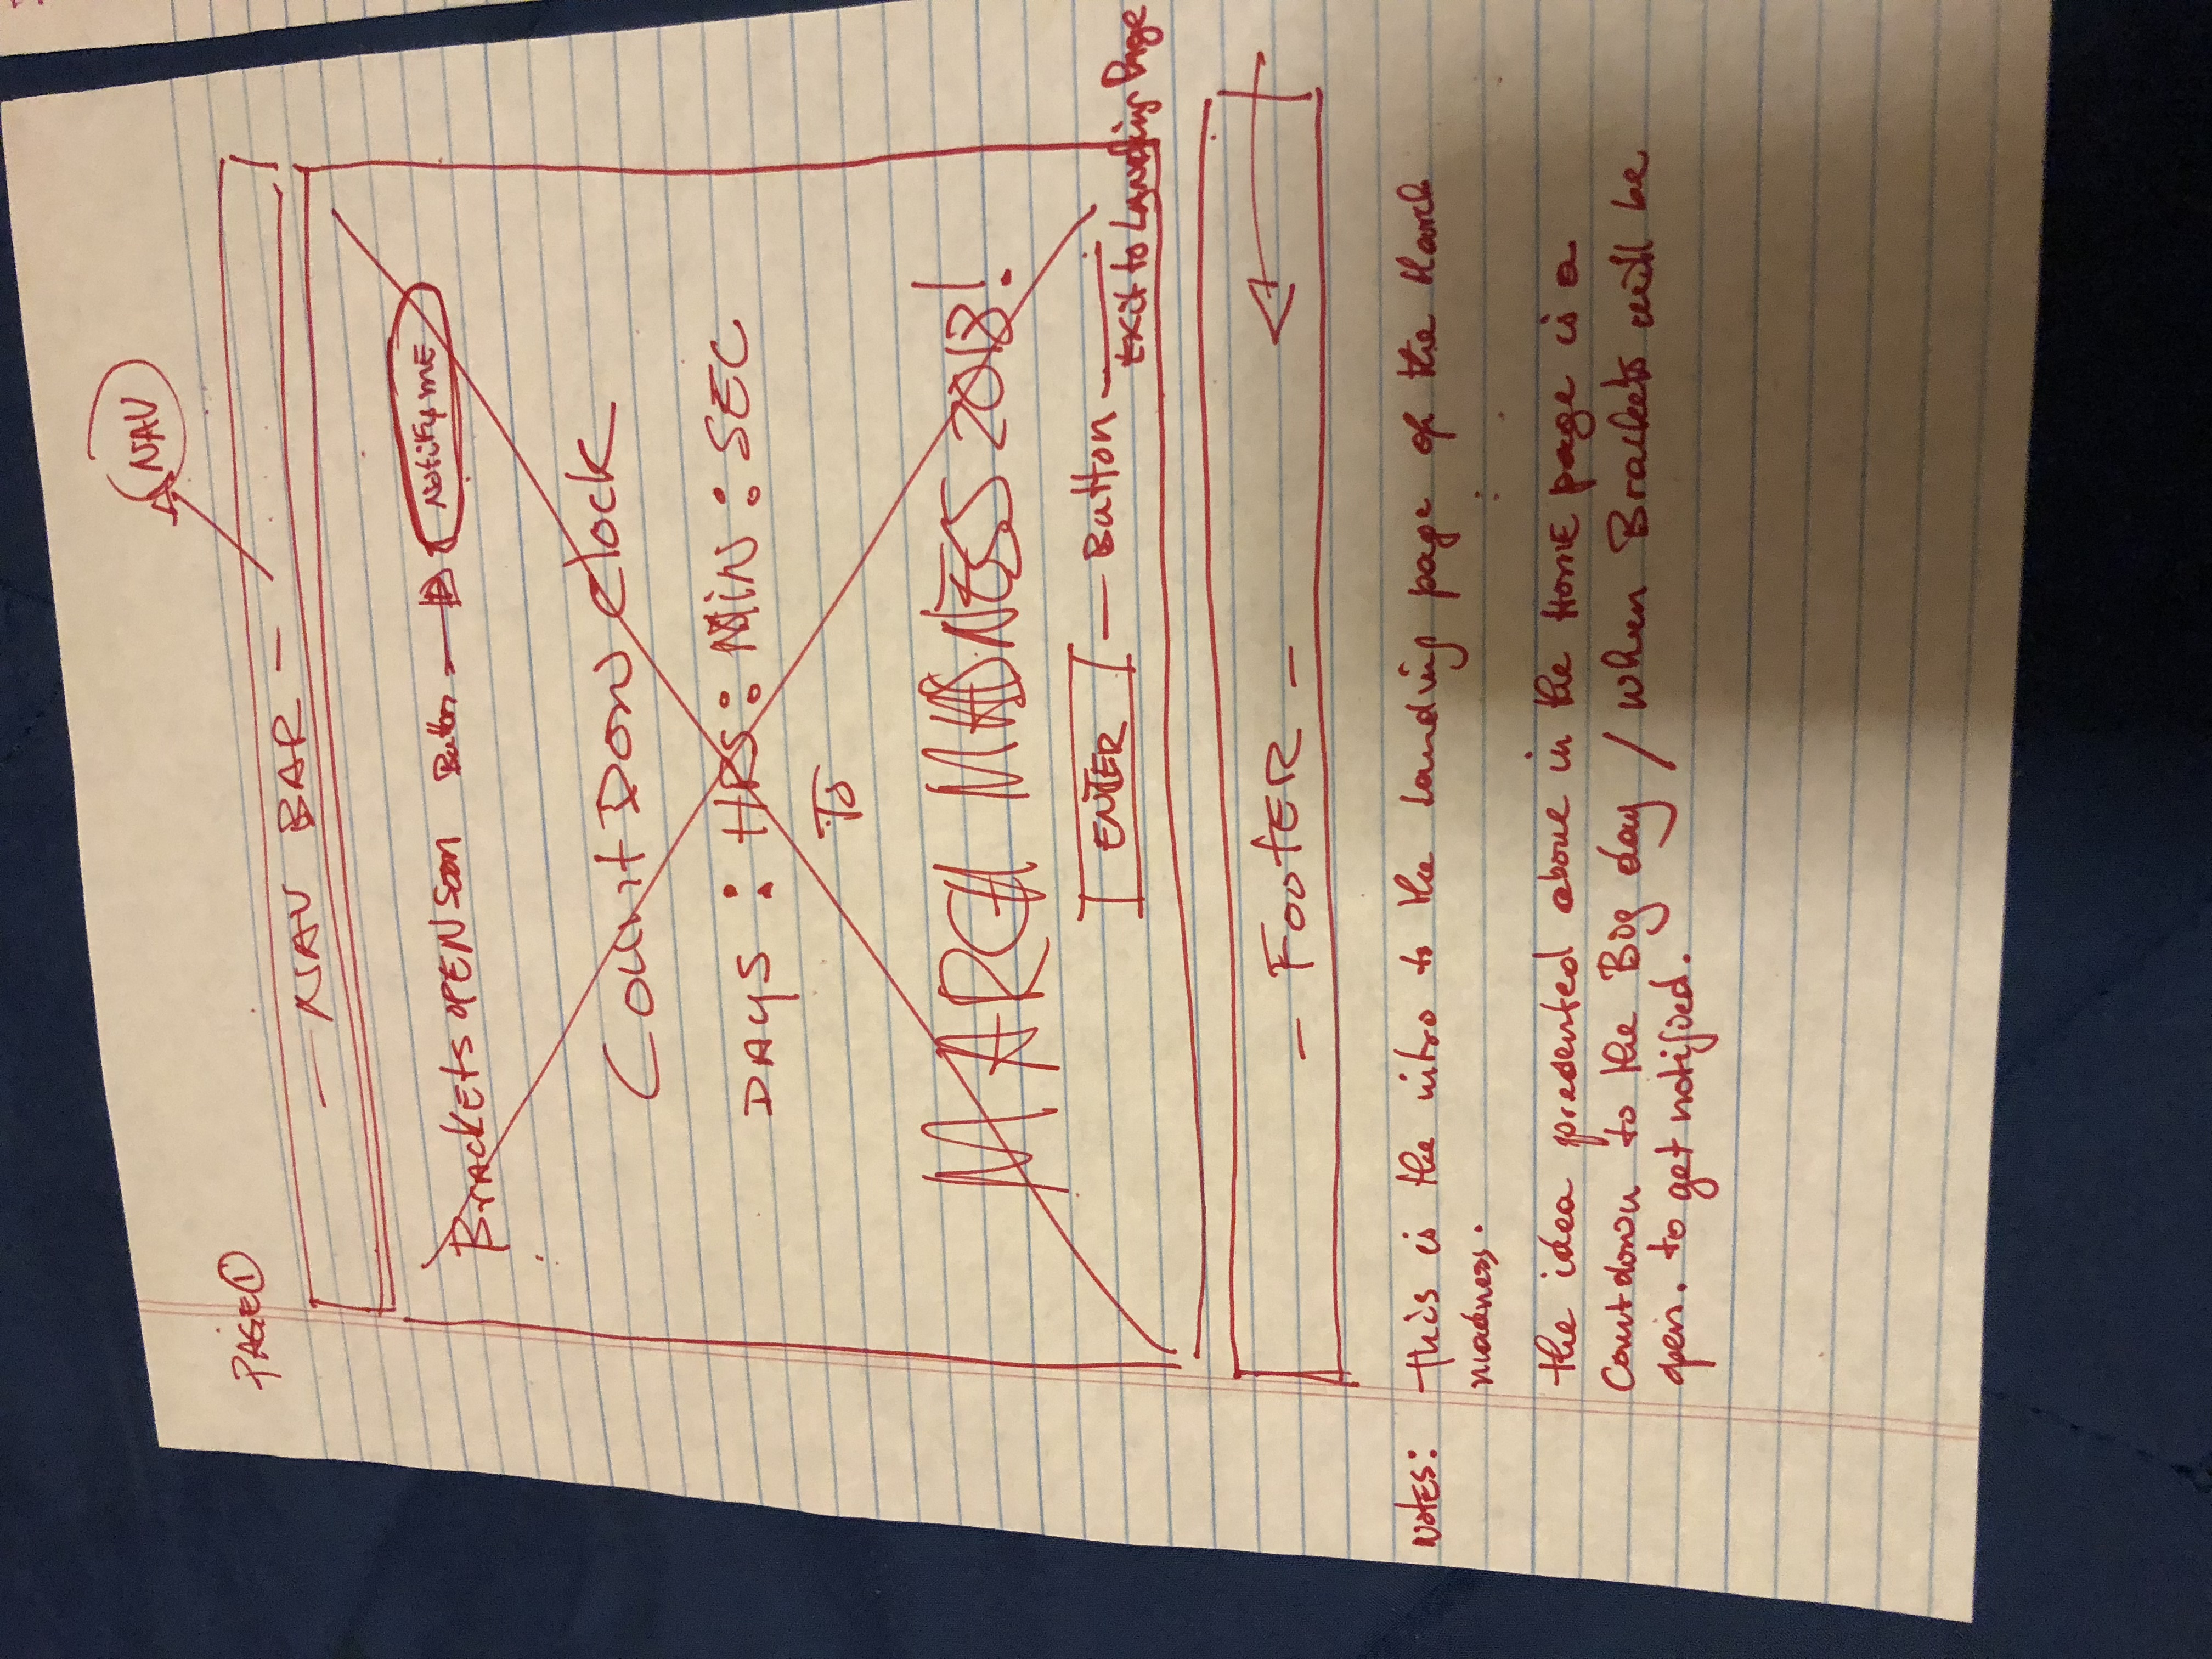 NAV
PAGE 1
— NAV BAR —
Brackets OPEN Soon Button Notify mE
Count Down Clock
DAYS : HRS : MiN : SEC
To
MARCH MADNESS 2018!
ENTER — Button —
Exit to Landing Page
— FootER —
Notes: this is the intro to the Landing page of the March
madness.
the idea presented above in the HomE page is a
Countdown to the Big day / when Brackets will be
open. to get notified.